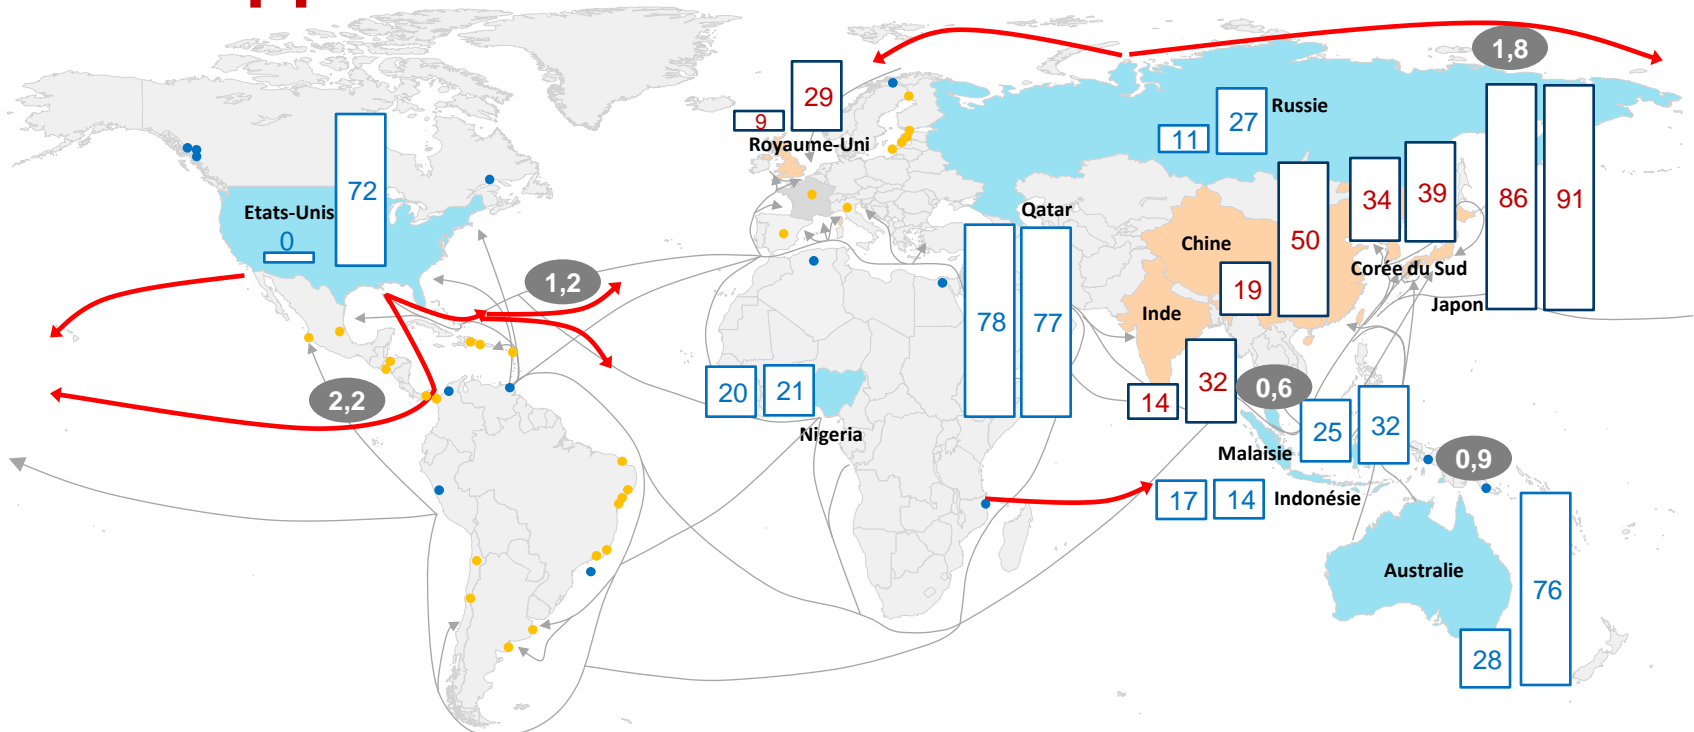 1,8
29
9
Royaume-Uni
Russie
27
11
72
Etats-Unis
0
34
39
86
91
Qatar
Chine
50
Corée du Sud
19
Japon
Inde
1,2
78
77
2,2
20
21
Nigeria
32
14
0,6
25
32
Malaisie
0,9
17
14
Indonésie
Australie
76
28